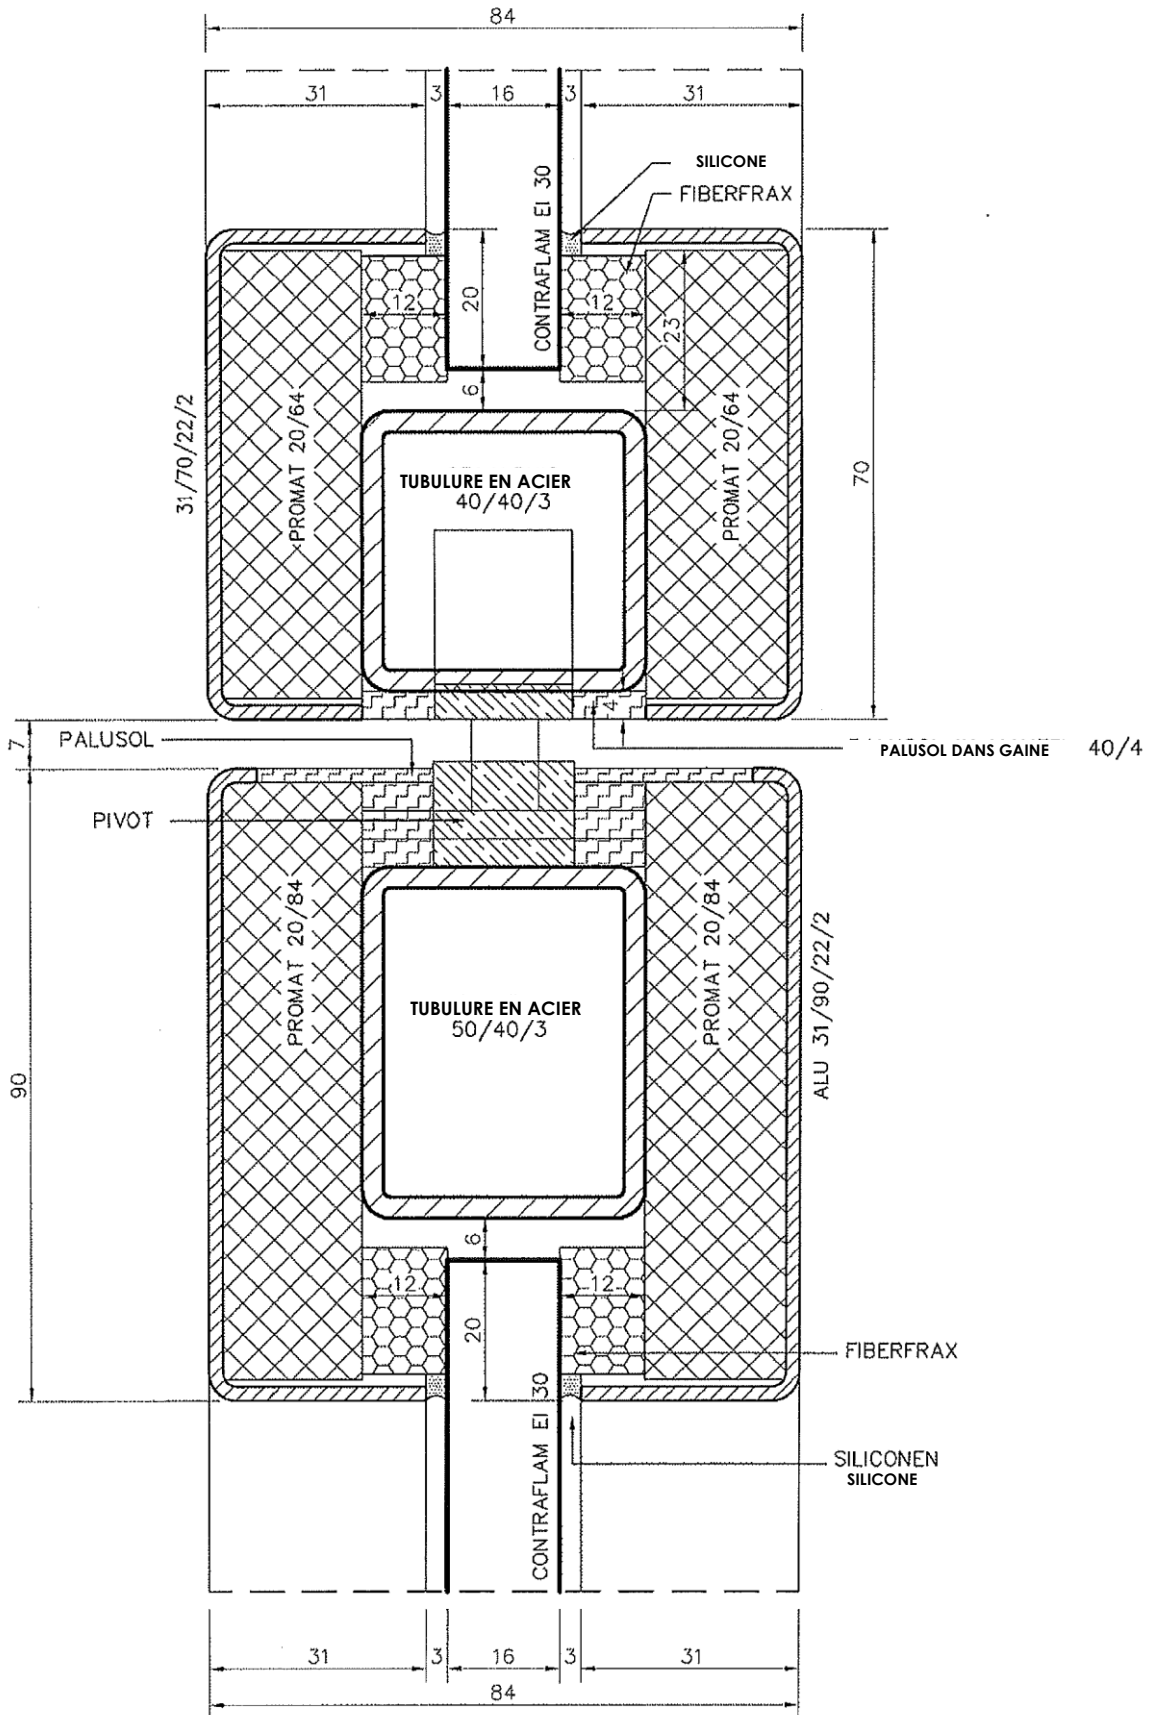 84
31 3 16 3 31
SILICONE
FIBERFRAX
CONTRAFLAM EI 30
12
20
12
23
6
31/70/22/2
PROMAT 20/64
TUBULURE EN ACIER
40/40/3
PROMAT 20/64
70
4
7
PALUSOL
PALUSOL DANS GAINE 40/4
PIVOT
90
PROMAT 20/84
TUBULURE EN ACIER
50/40/3
PROMAT 20/84
ALU 31/90/22/2
6
12
20
12
FIBERFRAX
CONTRAFLAM EI 30
SILICONEN
SILICONE
31 3 16 3 31
84